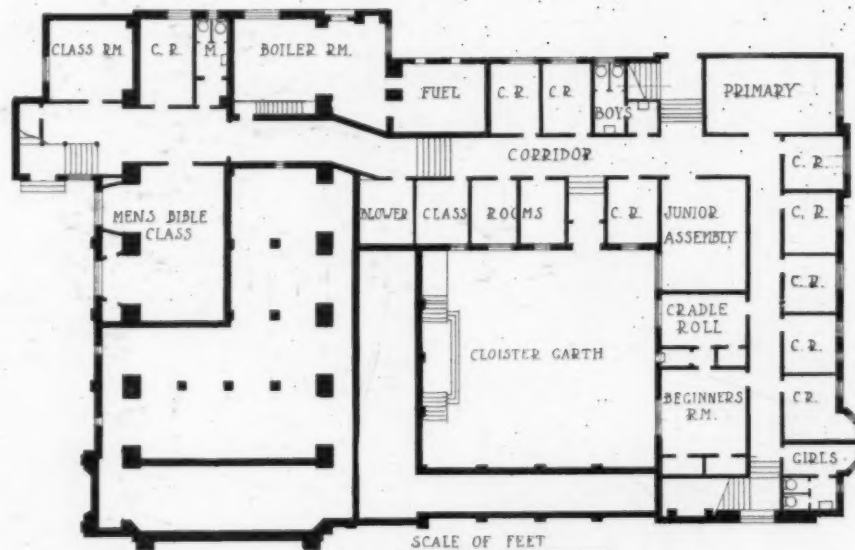 CLASS RM.
C. R.
M.
BOILER RM.
FUEL
C. R.
C. R.
BOYS
PRIMARY
CORRIDOR
C. R.
MENS BIBLE
CLASS
BLOWER
CLASS
ROOMS
C. R.
JUNIOR
ASSEMBLY
C. R.
C. R.
CRADLE
ROLL
C. R.
CLOISTER GARTH
BEGINNERS
RM.
C R.
GIRLS
SCALE OF FEET